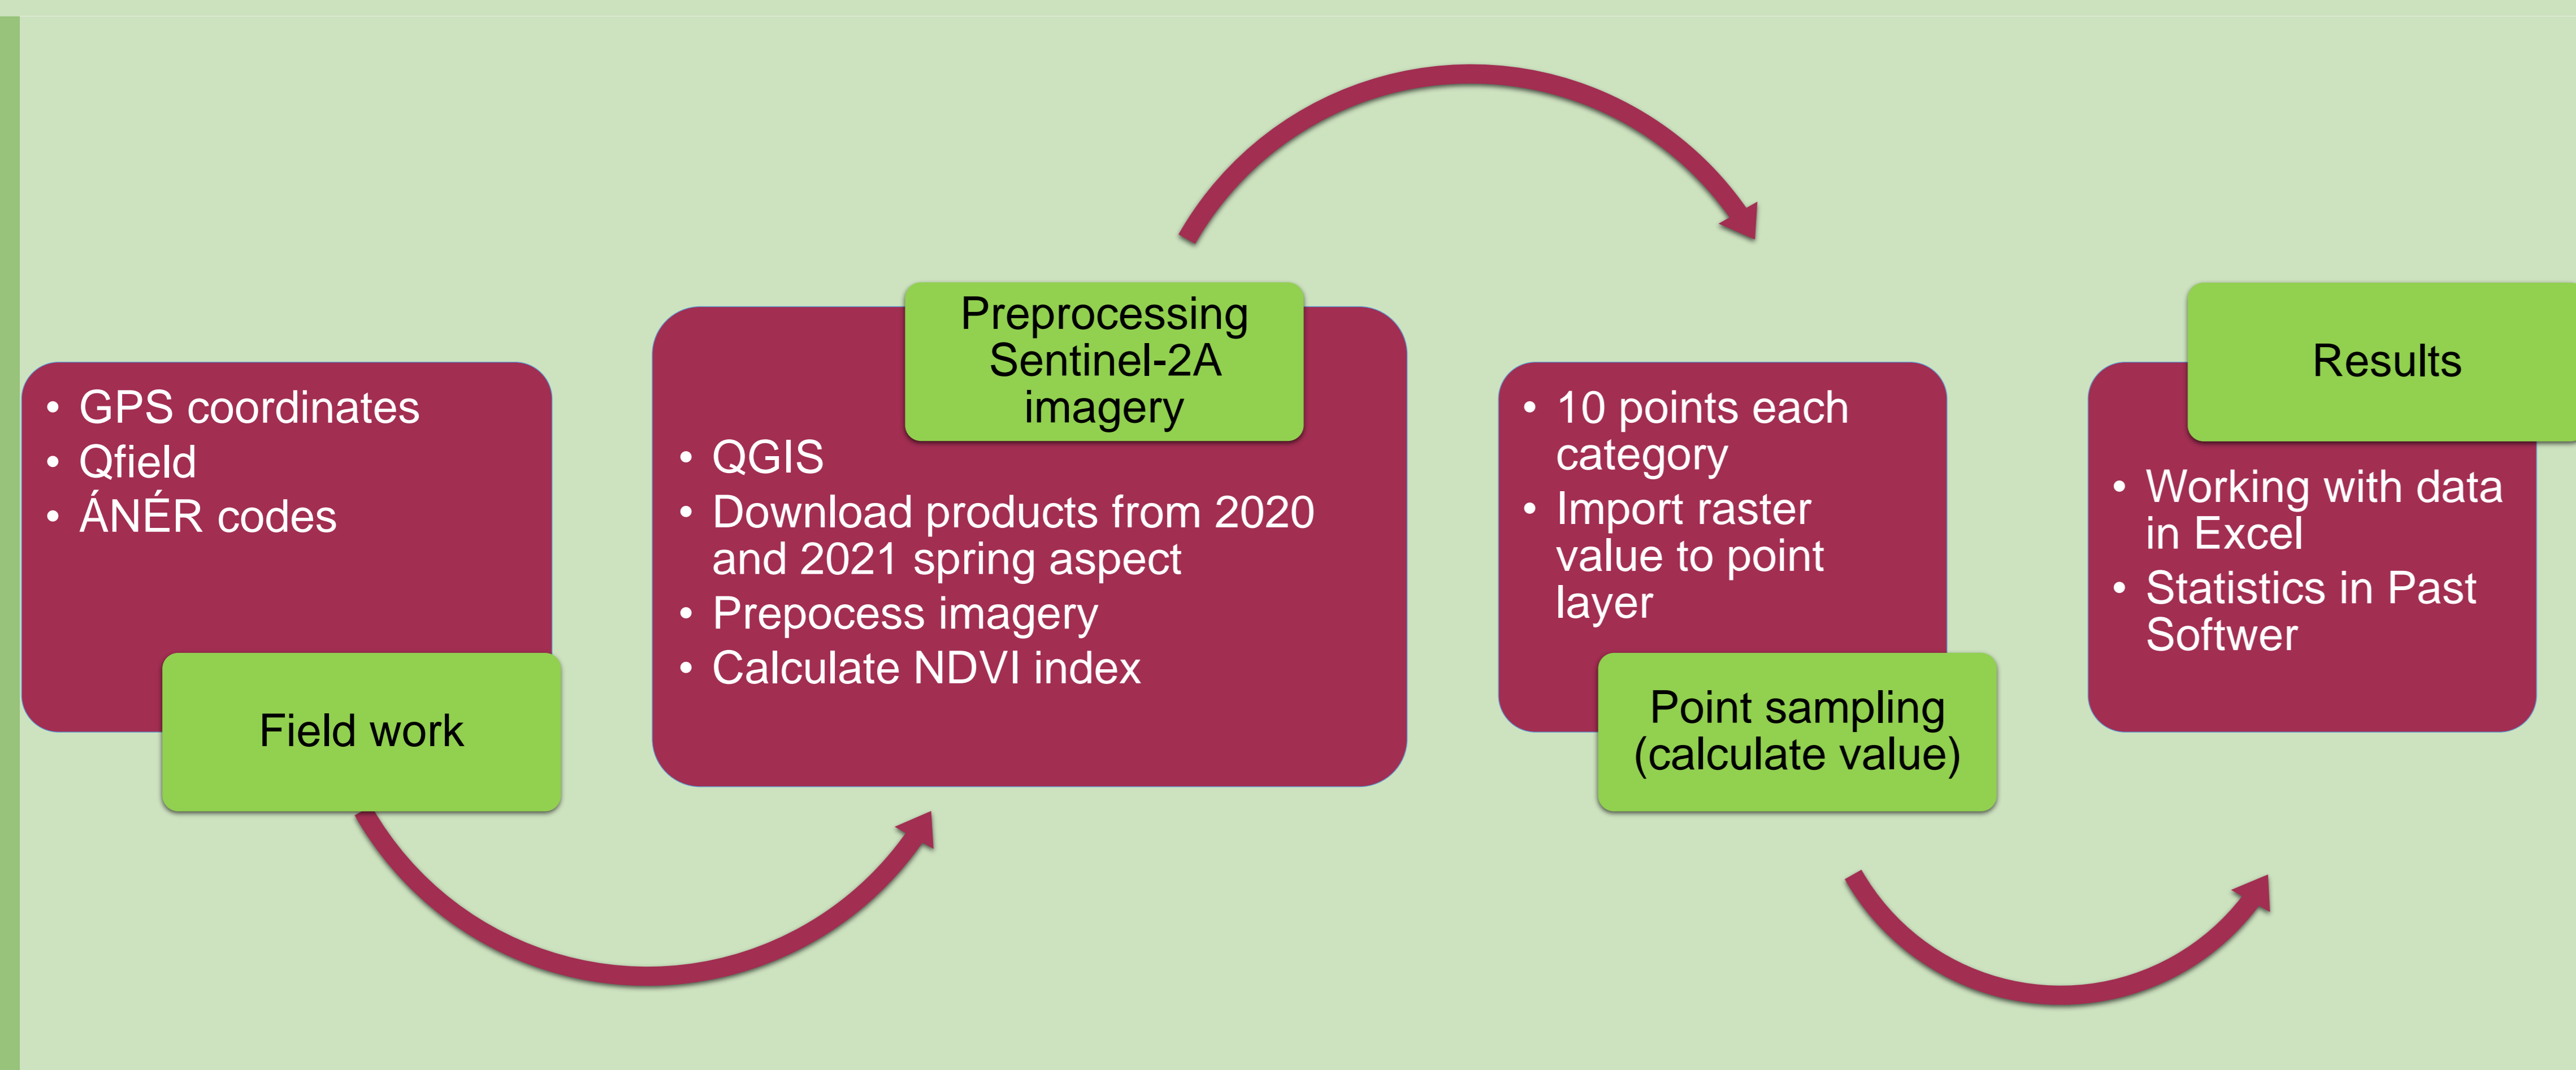 • GPS coordinates
• Qfield
• ÁNÉR codes
Field work
Preprocessing
Sentinel-2A
imagery
• QGIS
• Download products from 2020
and 2021 spring aspect
• Prepocess imagery
• Calculate NDVI index
• 10 points each
category
• Import raster
value to point
layer
Point sampling
(calculate value)
Results
• Working with data
in Excel
• Statistics in Past
Softwer